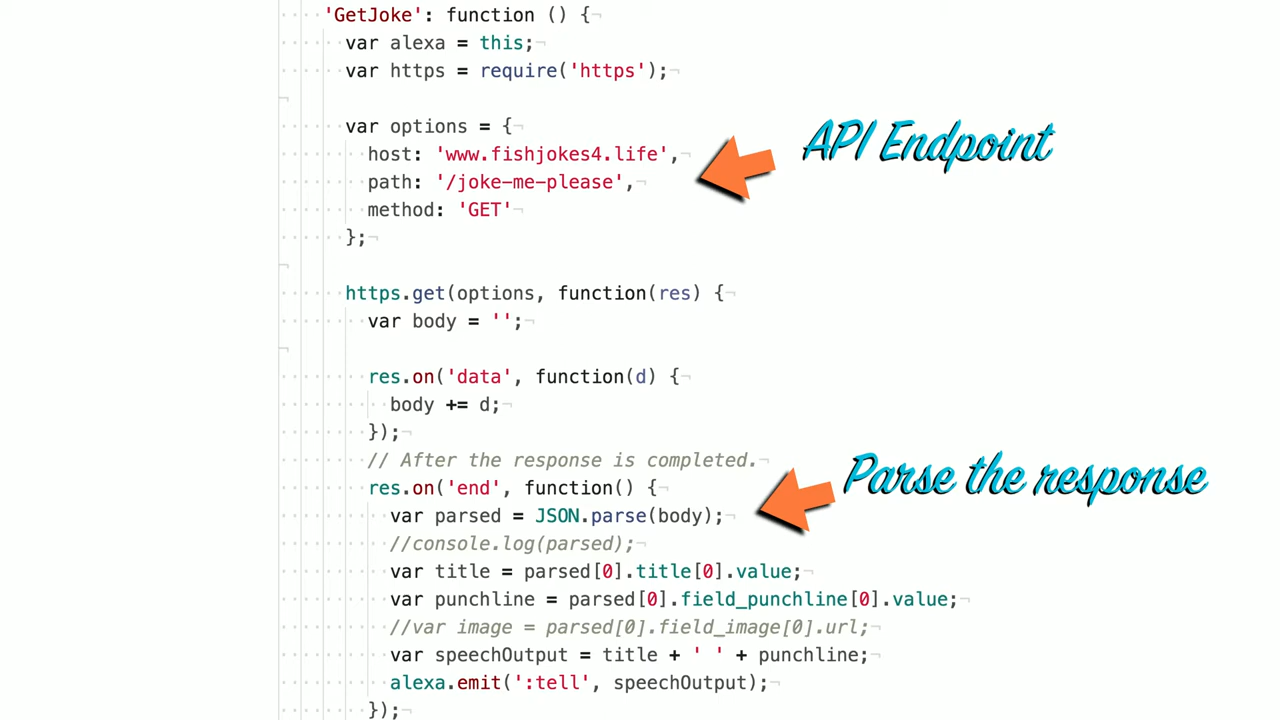 'GetJoke': function () {
var alexa = this;
var https = require('https');
var options = {
host: 'www.fishjokes4.life',
path: '/joke-me-please',
method: 'GET'
};
API Endpoint
https.get(options, function(res) {
var body = '';
res.on('data', function(d) {
body += d;
});
// After the response is completed.
res.on('end', function() {
var parsed = JSON.parse(body);
Parse the response
//console.log(parsed);
var title = parsed[0].title[0].value;
var punchline = parsed[0].field_punchline[0].value;
//var image = parsed[0].field_image[0].url;
var speechOutput = title + ' ' + punchline;
alexa.emit(':tell', speechOutput);
});